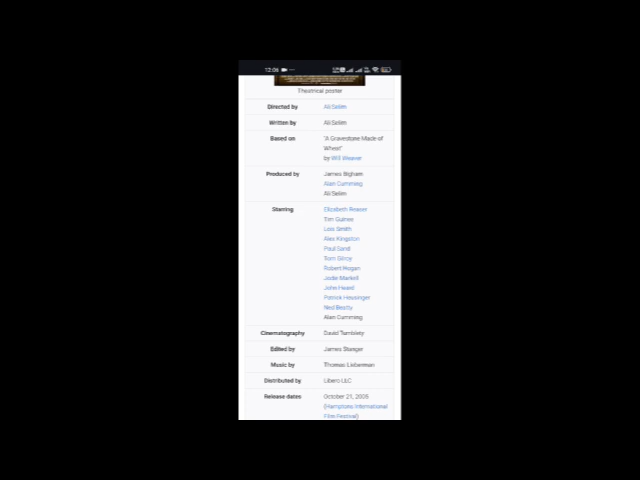 12:06
Theatrical poster
Directed by Ali Selim
Written by Ali Selim
Based on "A Gravestone Made of
Wheat"
by Will Weaver
Produced by James Bigham
Alan Cumming
Ali Selim
Starring Elizabeth Reaser
Tim Guinee
Lois Smith
Alex Kingston
Paul Sand
Tom Gilroy
Robert Hogan
Jodie Markell
John Heard
Patrick Heusinger
Ned Beatty
Alan Cumming
Cinematography David Tumblety
Edited by James Stanger
Music by Thomas Lieberman
Distributed by Libero LLC
Release dates October 21, 2005
(Hamptons International
Film Festival)